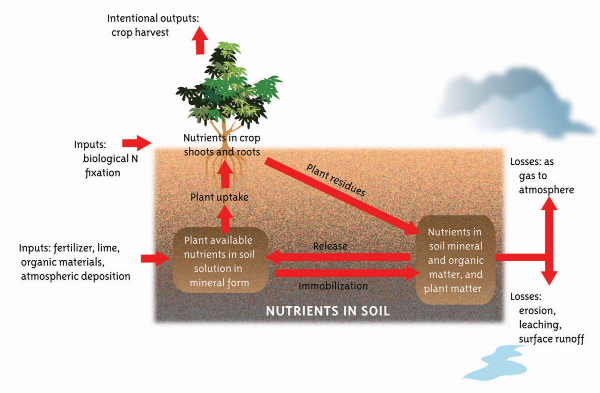 Intentional outputs:
crop harvest
Nutrients in crop
shoots and roots
Inputs:
biological N
fixation
Plant residues
Losses: as
gas to
atmosphere
Plant uptake
Plant available
nutrients in soil
solution in
mineral form
Nutrients in
soil mineral
and organic
matter, and
plant matter
Inputs: fertilizer, lime,
organic materials,
atmospheric deposition
Release
Immobilization
Losses:
erosion,
leaching,
surface runoff
NUTRIENTS IN SOIL